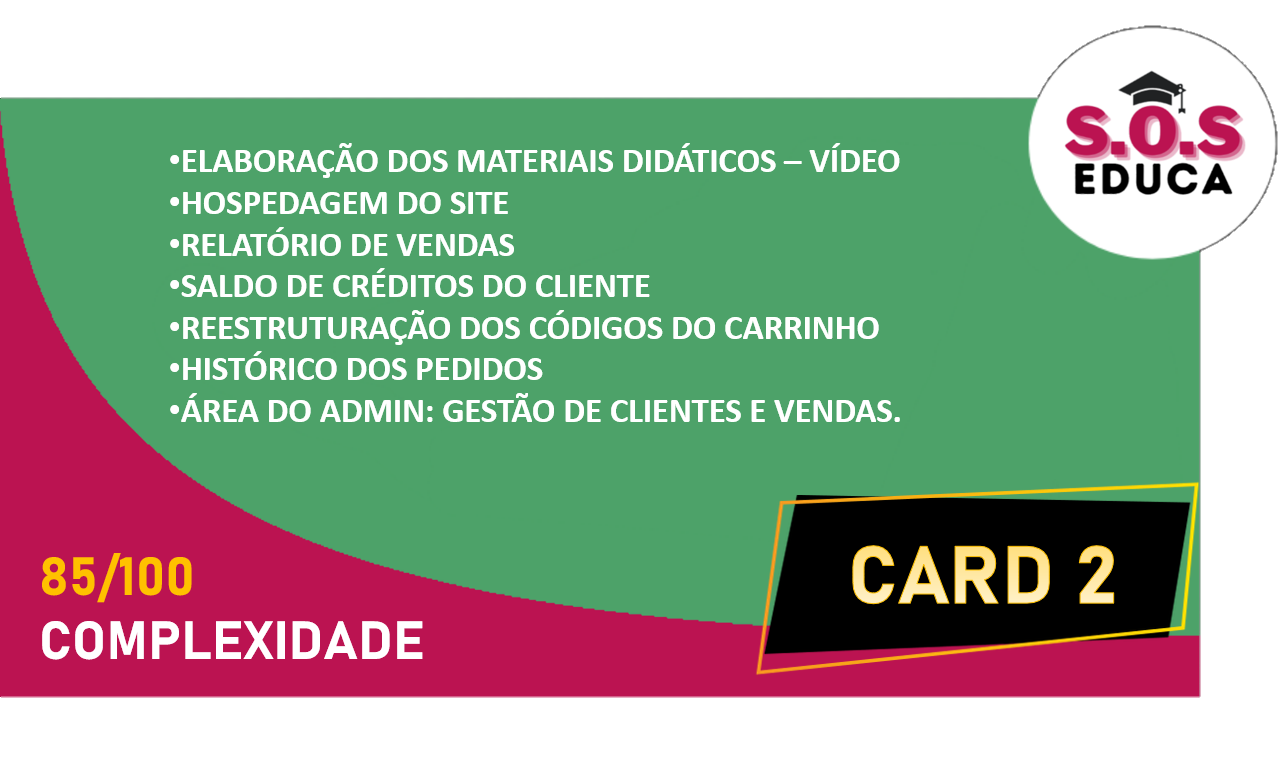 S.O.S
EDUCA
•ELABORAÇÃO DOS MATERIAIS DIDÁTICOS – VÍDEO
•HOSPEDAGEM DO SITE
•RELATÓRIO DE VENDAS
•SALDO DE CRÉDITOS DO CLIENTE
•REESTRUTURAÇÃO DOS CÓDIGOS DO CARRINHO
•HISTÓRICO DOS PEDIDOS
•ÁREA DO ADMIN: GESTÃO DE CLIENTES E VENDAS.
85/100
COMPLEXIDADE
CARD 2